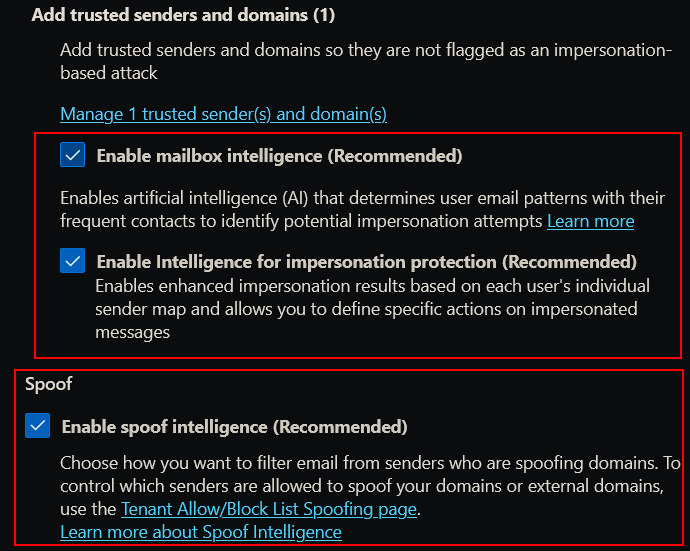 Add trusted senders and domains (1)
Add trusted senders and domains so they are not flagged as an impersonation-
based attack
Manage 1 trusted sender(s) and domain(s)
Enable mailbox intelligence (Recommended)
Enables artificial intelligence (AI) that determines user email patterns with their
frequent contacts to identify potential impersonation attempts Learn more
Enable Intelligence for impersonation protection (Recommended)
Enables enhanced impersonation results based on each user's individual
sender map and allows you to define specific actions on impersonated
messages
Spoof
Enable spoof intelligence (Recommended)
Choose how you want to filter email from senders who are spoofing domains. To
control which senders are allowed to spoof your domains or external domains,
use the Tenant Allow/Block List Spoofing page.
Learn more about Spoof Intelligence